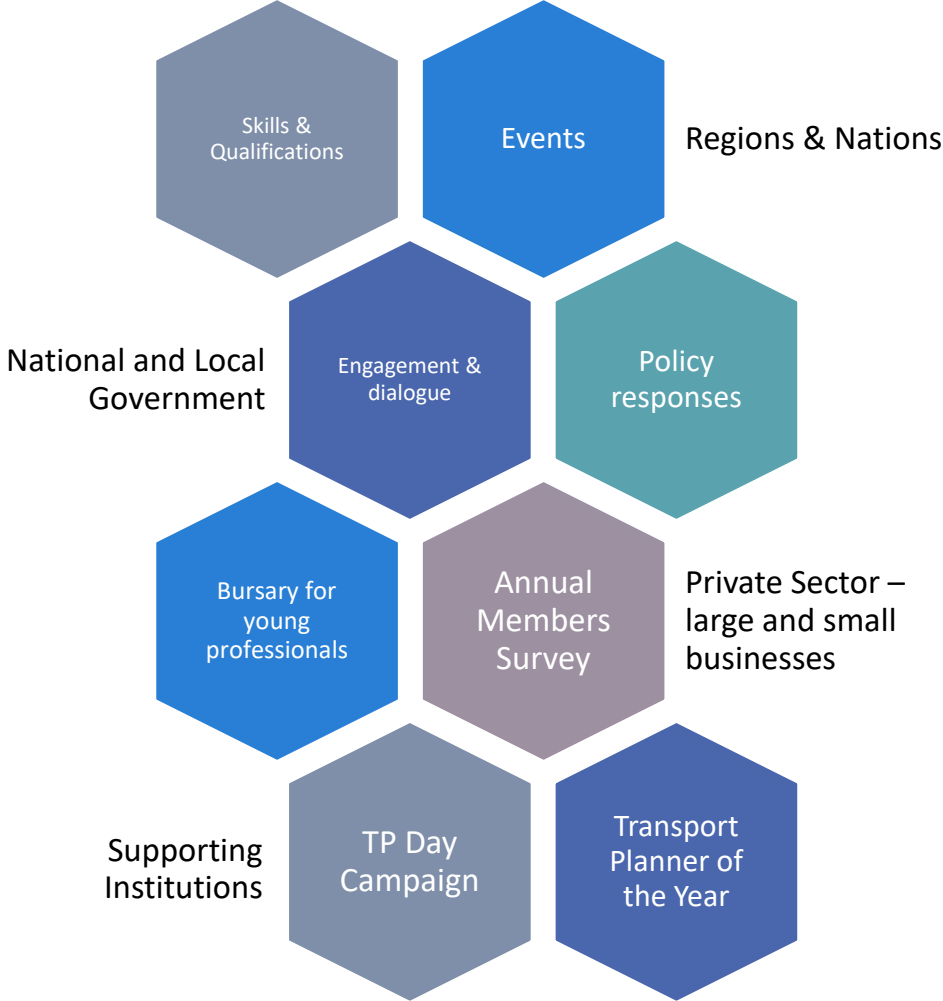 Skills &
Qualifications
Events
Regions & Nations
National and Local
Government
Engagement &
dialogue
Policy
responses
Bursary for
young
professionals
Annual
Members
Survey
Private Sector –
large and small
businesses
Supporting
Institutions
TP Day
Campaign
Transport
Planner of
the Year